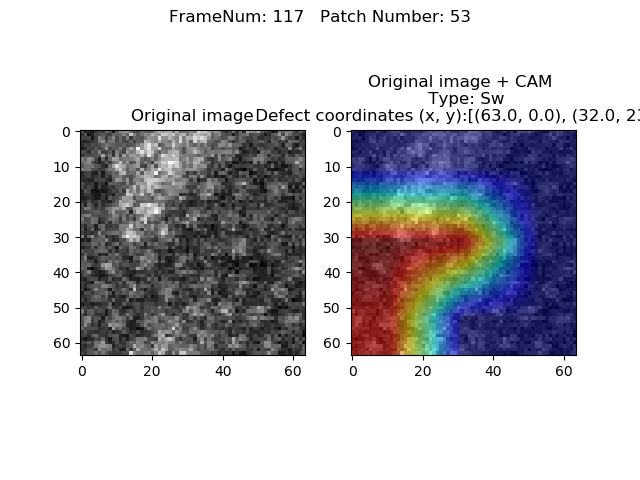 FrameNum: 117   Patch Number: 53
Original image + CAM
Type: Sw
Original image
Defect coordinates (x, y):[(63.0, 0.0), (32.0, 23
0
10
20
30
40
50
60
0 20 40 60
0
10
20
30
40
50
60
0 20 40 60